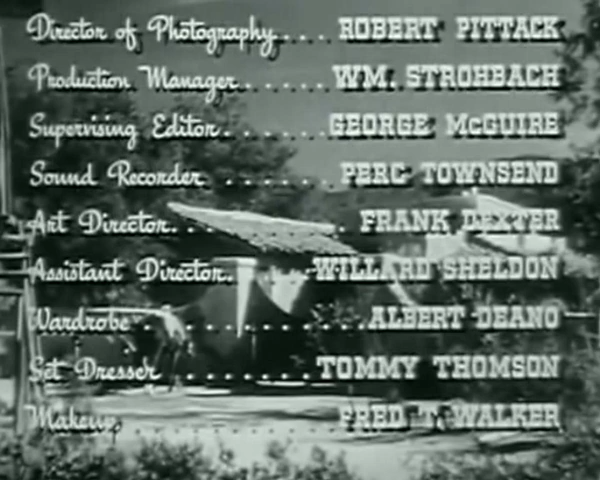 Director of Photography.... ROBERT PITTACK
Production Manager...... WM. STROHBACH
Supervising Editor....... GEORGE McGUIRE
Sound Recorder ...... PERC TOWNSEND
Art Director......... FRANK DEXTER
Assistant Director..... WILLARD SHELDON
Wardrobe .......... ALBERT DEANO
Set Dresser ....... TOMMY THOMSON
Makeup .......... FRED T. WALKER